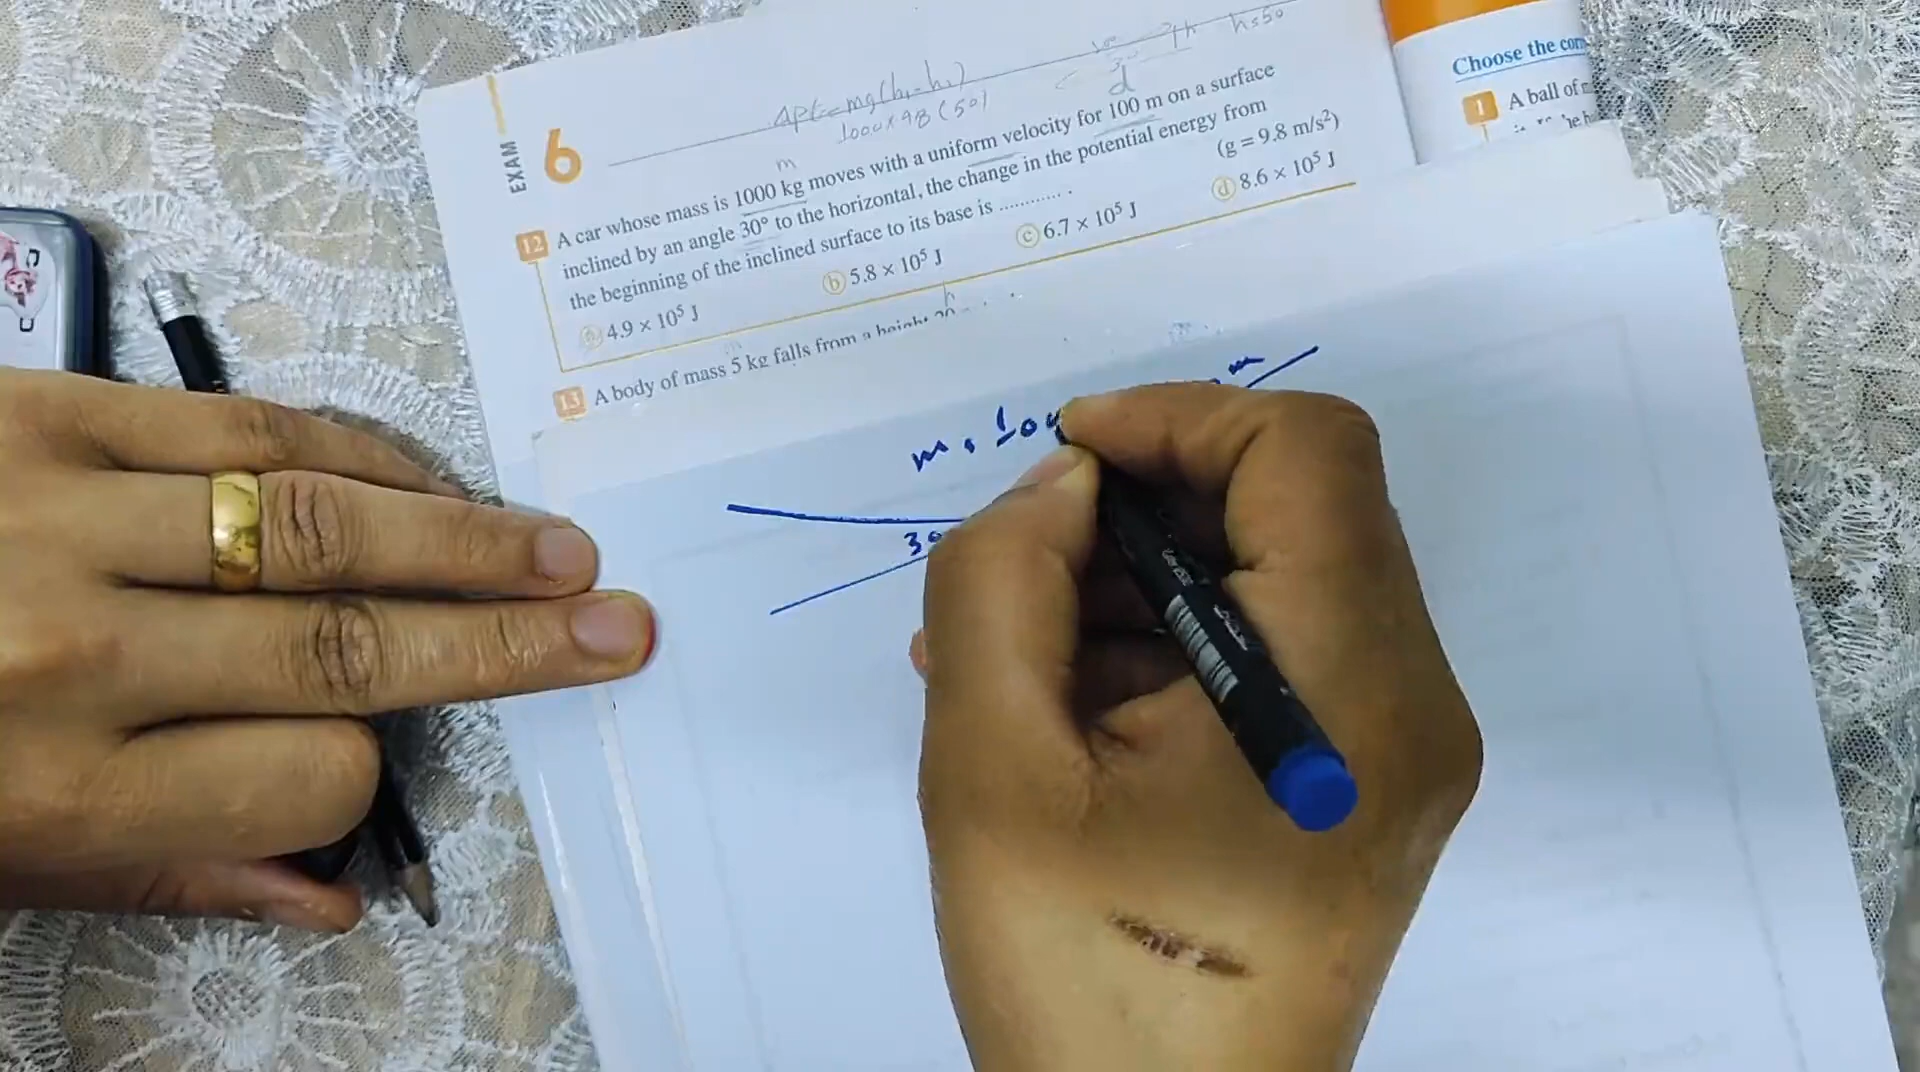 EXAM 6
ΔPE = mg(h₁ - h₂)
1000 x 9.8 (50)
h = 50
d
m
12 A car whose mass is 1000 kg moves with a uniform velocity for 100 m on a surface
inclined by an angle 30° to the horizontal, the change in the potential energy from
the beginning of the inclined surface to its base is ............ .
(g = 9.8 m/s²)
ⓐ 4.9 × 10⁵ J
ⓑ 5.8 × 10⁵ J
ⓒ 6.7 × 10⁵ J
ⓓ 8.6 × 10⁵ J
h
13 A body of mass 5 kg falls from a height 20
Choose the
1 A ball of
m
30